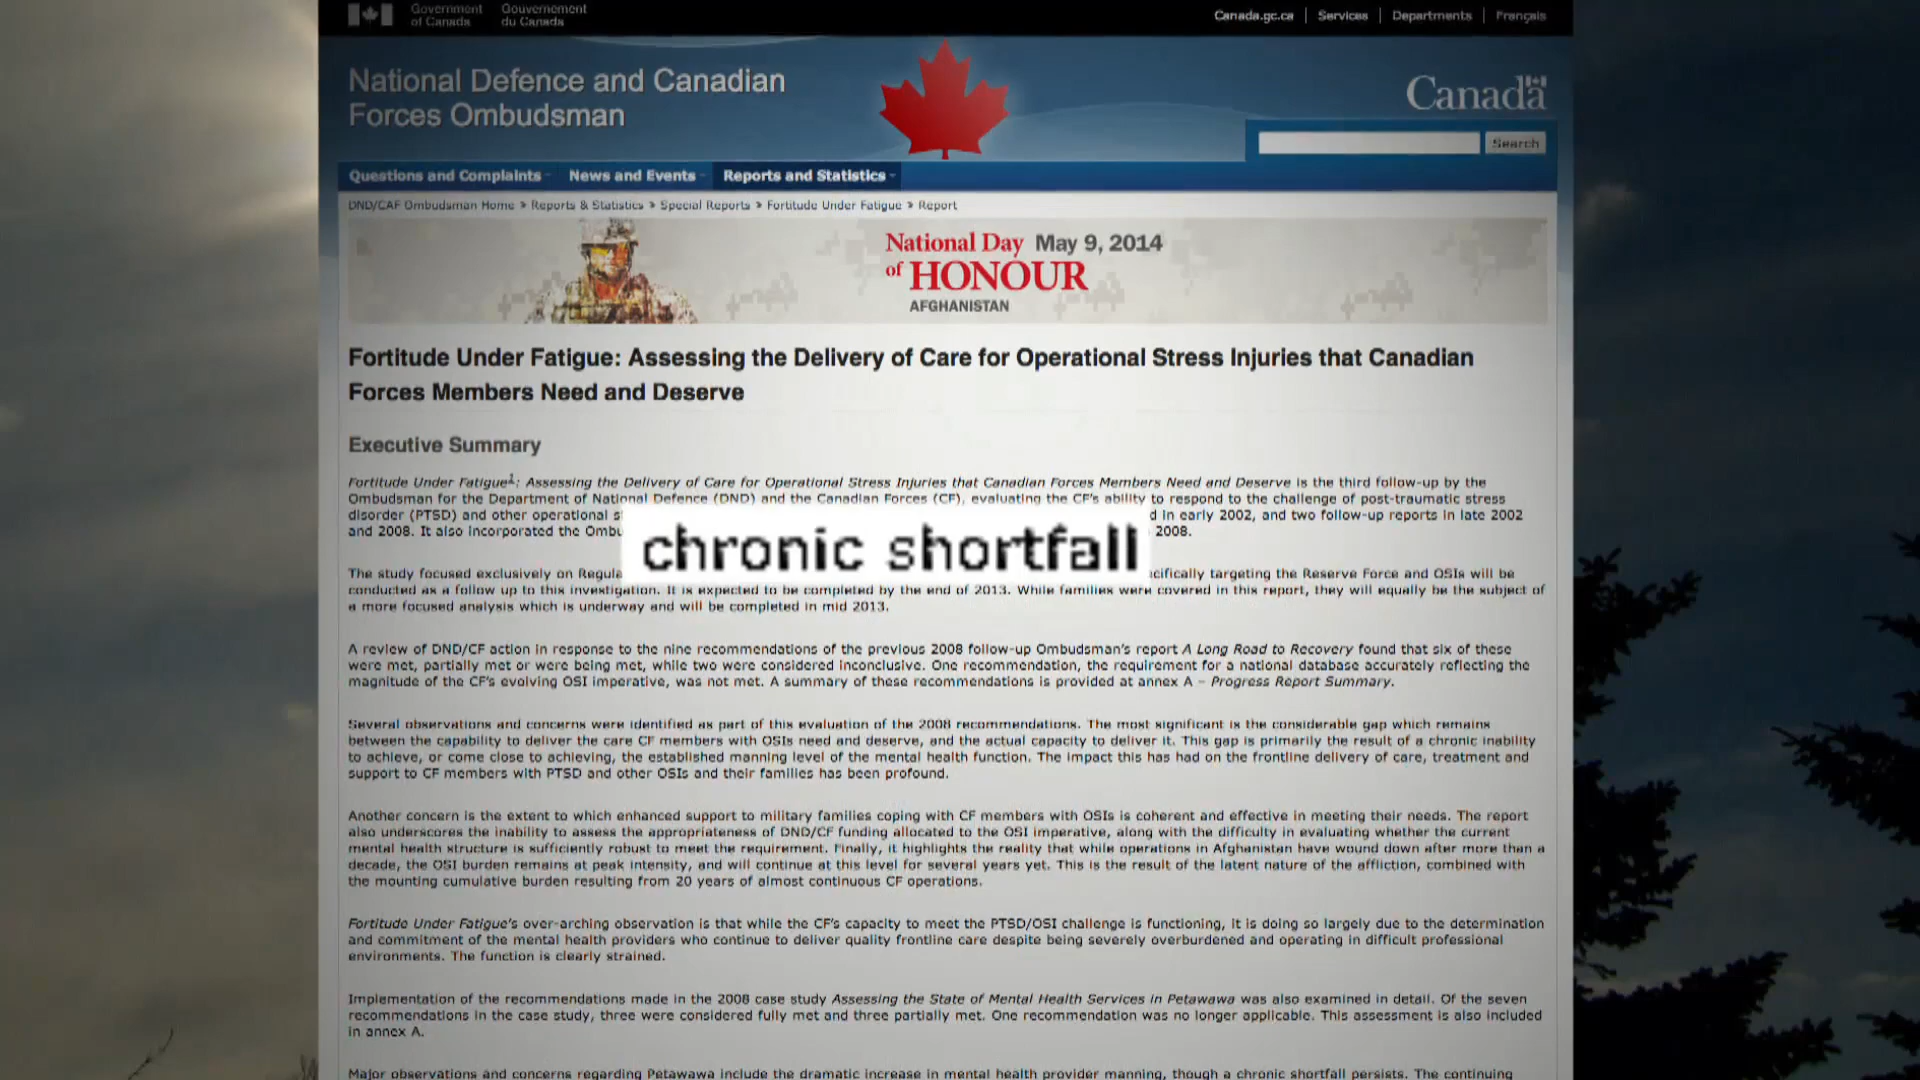 Government of Canada
Gouvernement du Canada
Canada.gc.ca | Services | Departments | Français
National Defence and Canadian
Forces Ombudsman
Canada
Search
Questions and Complaints
News and Events
Reports and Statistics
DND/CAF Ombudsman Home > Reports & Statistics > Special Reports > Fortitude Under Fatigue > Report
National Day May 9, 2014
of HONOUR
AFGHANISTAN
Fortitude Under Fatigue: Assessing the Delivery of Care for Operational Stress Injuries that Canadian
Forces Members Need and Deserve
Executive Summary
Fortitude Under Fatigue1: Assessing the Delivery of Care for Operational Stress Injuries that Canadian Forces Members Need and Deserve is the third follow-up by the
Ombudsman for the Department of National Defence (DND) and the Canadian Forces (CF), evaluating the CF's ability to respond to the challenge of post-traumatic stress
disorder (PTSD) and other operational d in early 2002, and two follow-up reports in late 2002
and 2008. It also incorporated the 2008.
chronic shortfall
The study focused exclusively on targeting the Reserve Force and OSIs will be
conducted as a follow up to this investigation. It is expected to be completed by the end of 2013. While families were covered in this report, they will equally be the subject of
a more focused analysis which is underway and will be completed in mid 2013.
A review of DND/CF action in response to the nine recommendations of the previous 2008 follow-up Ombudsman's report A Long Road to Recovery found that six of these
were met, partially met or were being met, while two were considered inconclusive. One recommendation, the requirement for a national database accurately reflecting the
magnitude of the CF's evolving OSI imperative, was not met. A summary of these recommendations is provided at annex A – Progress Report Summary.
Several observations and concerns were identified as part of this evaluation of the 2008 recommendations. The most significant is the considerable gap which remains
between the capability to deliver the care CF members with OSIs need and deserve, and the actual capacity to deliver it. This gap is primarily the result of a chronic inability
to achieve, or come close to achieving, the established manning level of the mental health function. The impact this has had on the frontline delivery of care, treatment and
support to CF members with PTSD and other OSIs and their families has been profound.
Another concern is the extent to which enhanced support to military families coping with CF members with OSIs is coherent and effective in meeting their needs. The report
also underscores the inability to assess the appropriateness of DND/CF funding allocated to the OSI imperative, along with the difficulty in evaluating whether the current
mental health structure is sufficiently robust to meet the requirement. Finally, it highlights the reality that while operations in Afghanistan have wound down after more than a
decade, the OSI burden remains at peak intensity, and will continue at this level for several years yet. This is the result of the latent nature of the affliction, combined with
the mounting cumulative burden resulting from 20 years of almost continuous CF operations.
Fortitude Under Fatigue's over-arching observation is that while the CF's capacity to meet the PTSD/OSI challenge is functioning, it is doing so largely due to the determination
and commitment of the mental health providers who continue to deliver quality frontline care despite being severely overburdened and operating in difficult professional
environments. The function is clearly strained.
Implementation of the recommendations made in the 2008 case study Assessing the State of Mental Health Services in Petawawa was also examined in detail. Of the seven
recommendations in the case study, three were considered fully met and three partially met. One recommendation was no longer applicable. This assessment is also included
in annex A.
Major observations and concerns regarding Petawawa include the dramatic increase in mental health provider manning, though a chronic shortfall persists. The continuing